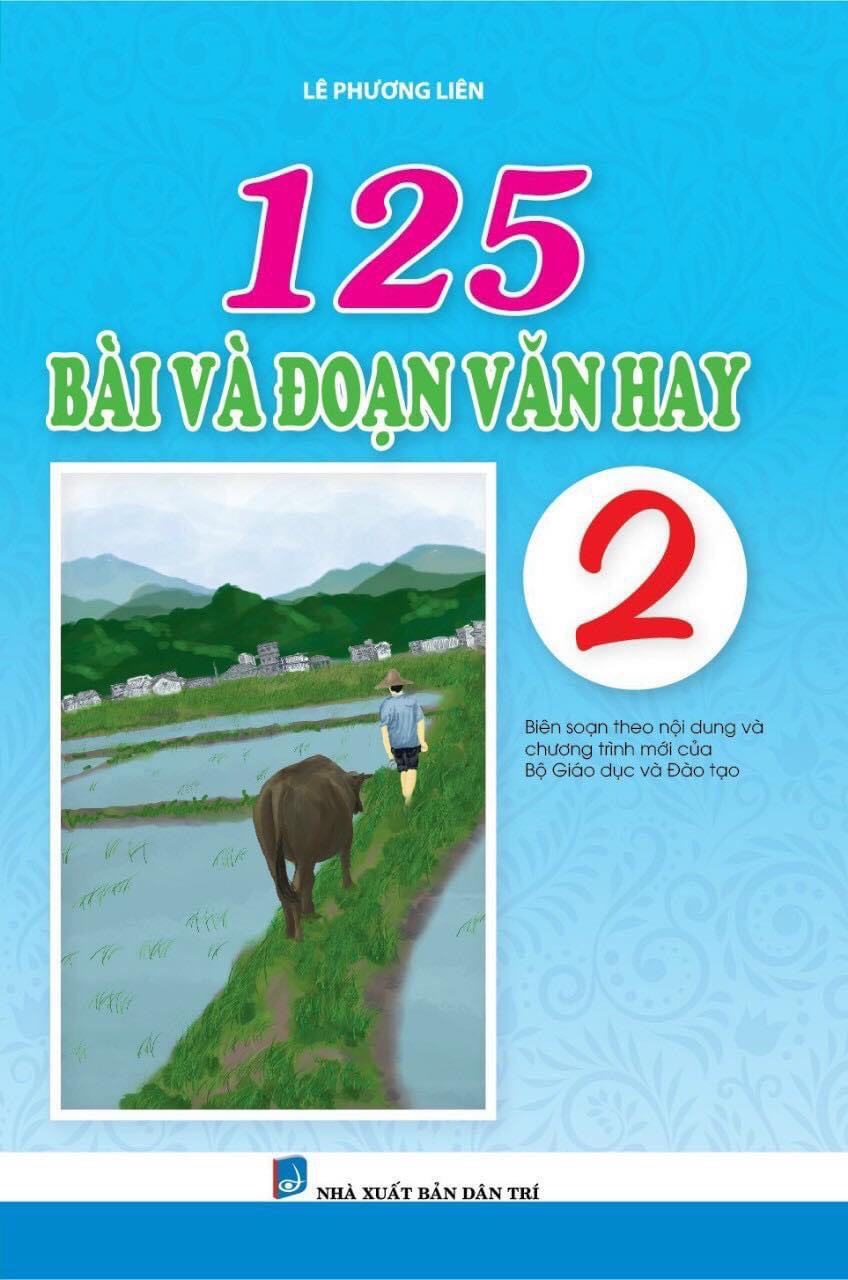 LÊ PHƯƠNG LIÊN
125
BÀI VÀ ĐOẠN VĂN HAY
2
Biên soạn theo nội dung và
chương trình mới của
Bộ Giáo dục và Đào tạo
NHÀ XUẤT BẢN DÂN TRÍ